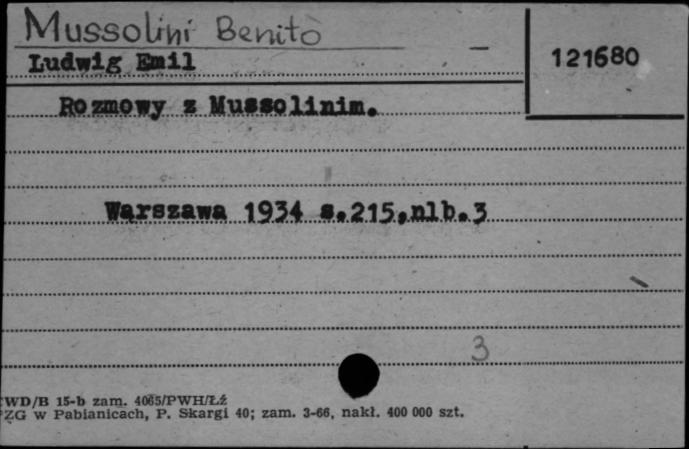 Mussolini Benito
Ludwig Emil
121680
Rozmowy z Mussolinim.
Warszawa 1934 s.215,nlb.3
3
WD/B 15-b zam. 4065/PWH/Łź
ZG w Pabianicach, P. Skargi 40; zam. 3-66, nakł. 400 000 szt.